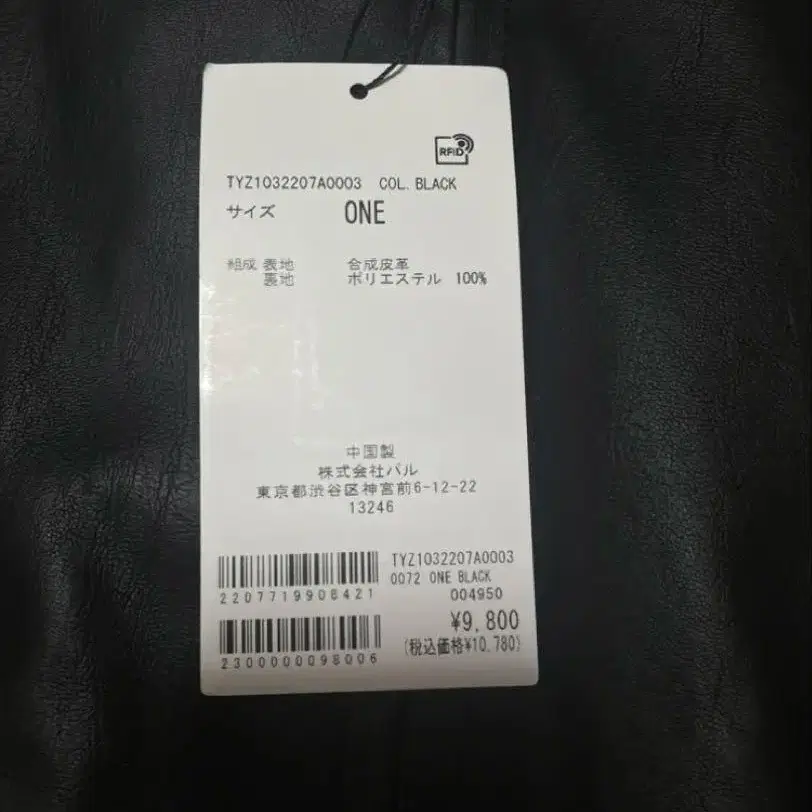 RFID
TYZ1032207A0003 COL. BLACK
サイズ ONE
組成 表地 合成皮革
裏地 ポリエステル 100%
中国製
株式会社パル
東京都渋谷区神宮前6-12-22
13246
TYZ1032207A0003
0072 ONE BLACK
2207719908421 004950
¥9,800
(税込価格¥10,780)
2300000098006